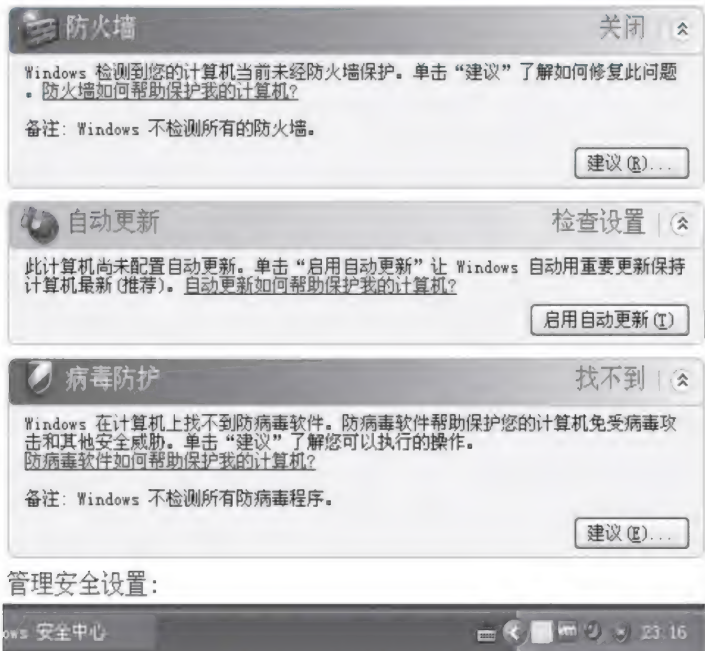 防火墙 关闭
Windows 检测到您的计算机当前未经防火墙保护。单击“建议”了解如何修复此问题
。防火墙如何帮助保护我的计算机?
备注: Windows 不检测所有的防火墙。
建议(R)...
自动更新 检查设置
此计算机尚未配置自动更新。单击“启用自动更新”让 Windows 自动用重要更新保持
计算机最新(推荐)。自动更新如何帮助保护我的计算机?
启用自动更新(T)
病毒防护 找不到
Windows 在计算机上找不到防病毒软件。防病毒软件帮助保护您的计算机免受病毒攻
击和其他安全威胁。单击“建议”了解您可以执行的操作。
防病毒软件如何帮助保护我的计算机?
备注: Windows 不检测所有防病毒程序。
建议(E)...
管理安全设置:
ows 安全中心 23:16